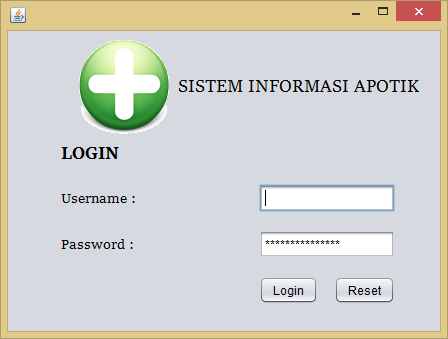 SISTEM INFORMASI APOTIK
LOGIN
Username :
Password : ***************
Login Reset